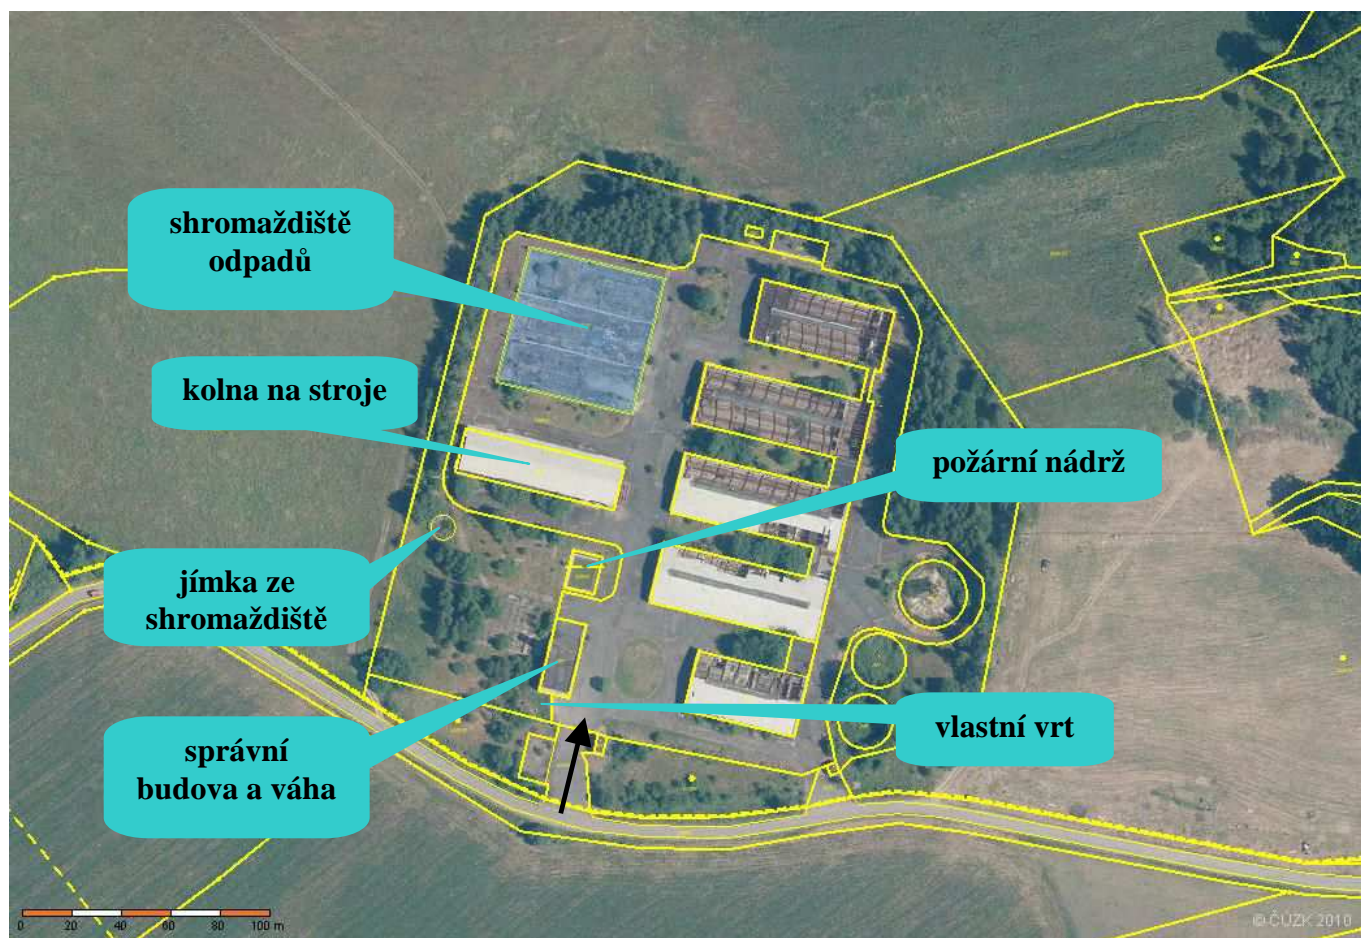 shromaždiště
odpadů
kolna na stroje
požární nádrž
jímka ze
shromaždiště
vlastní vrt
správní
budova a váha
0 20 40 60 80 100 m
© ČÚZK 2010